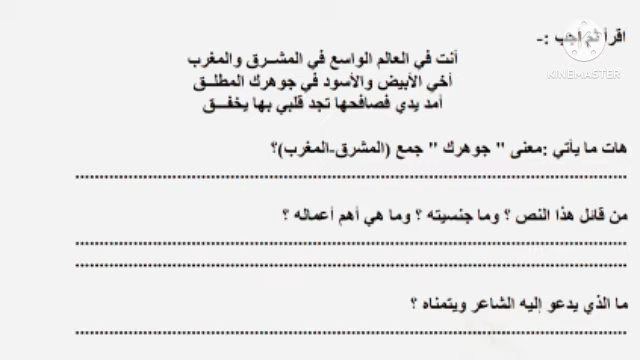 اقرأ ثم أجب :-
KINEMASTER
أنت في العالم الواسع في المشـرق والمغرب
أخي الأبيض والأسود في جوهرك المطلـق
أمد يدي فصافحها تجد قلبي بها يخفـق
هات ما يأتي :معنى " جوهرك " جمع (المشرق-المغرب)؟
من قائل هذا النص ؟ وما جنسيته ؟ وما هي أهم أعماله ؟
ما الذي يدعو إليه الشاعر ويتمناه ؟